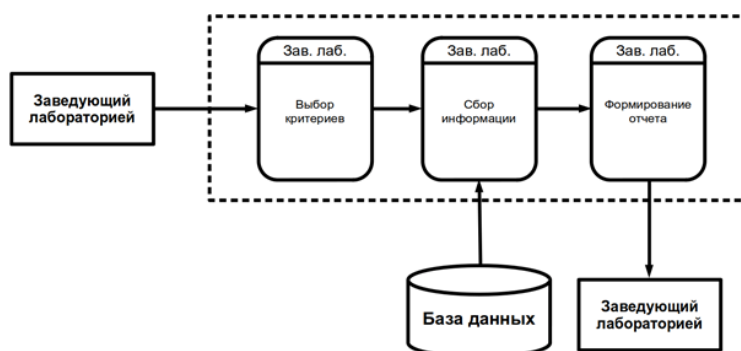 Зав. лаб.
Зав. лаб.
Зав. лаб.
Заведующий
лабораторией
Выбор
критериев
Сбор
информации
Формирование
отчета
База данных
Заведующий
лабораторией